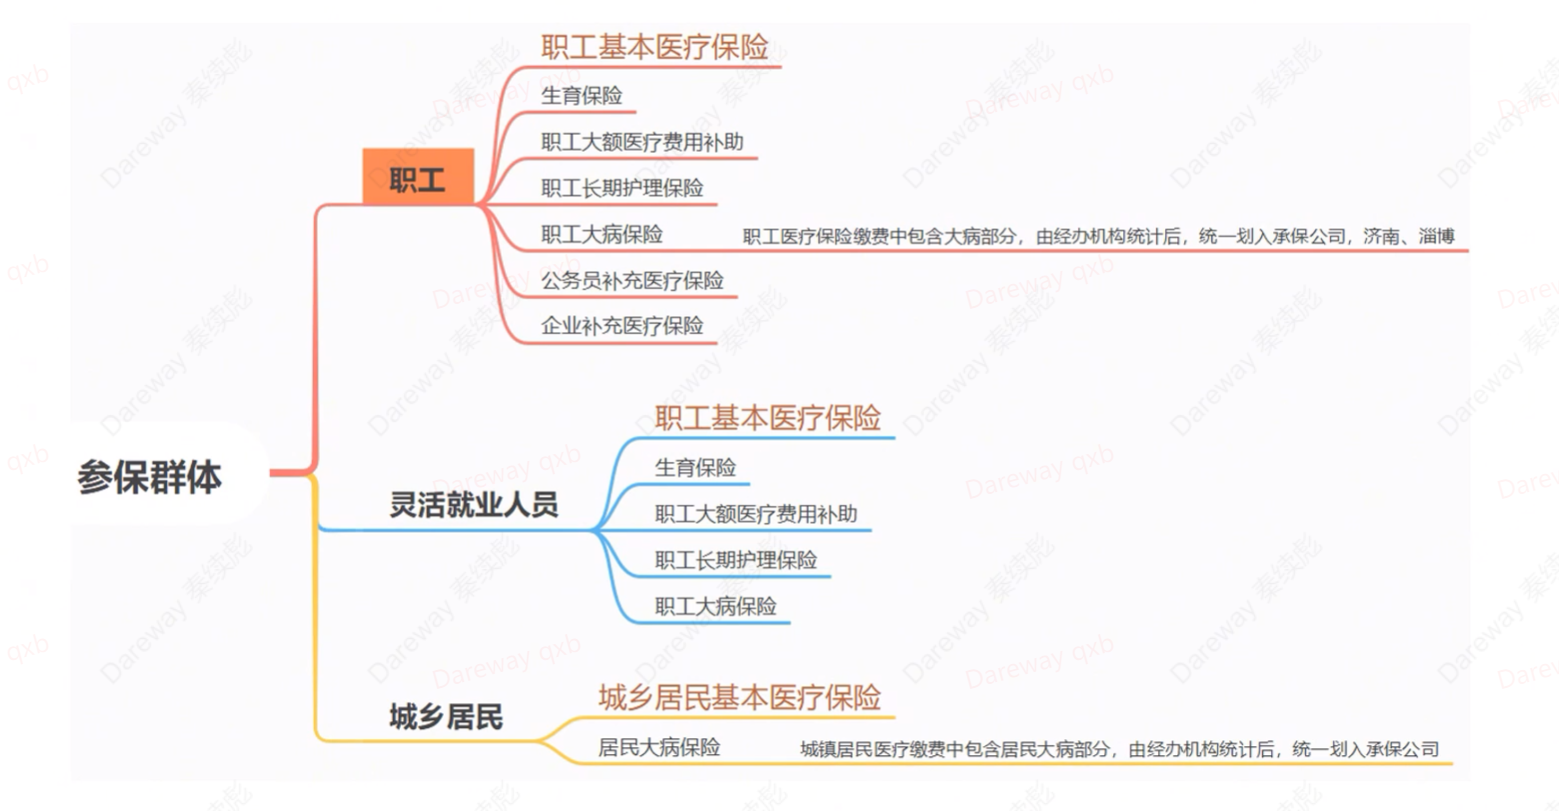 参保群体
职工
职工基本医疗保险
生育保险
职工大额医疗费用补助
职工长期护理保险
职工大病保险
职工医疗保险缴费中包含大病部分，由经办机构统计后，统一划入承保公司，济南、淄博
公务员补充医疗保险
企业补充医疗保险
灵活就业人员
职工基本医疗保险
生育保险
职工大额医疗费用补助
职工长期护理保险
职工大病保险
城乡居民
城乡居民基本医疗保险
居民大病保险
城镇居民医疗缴费中包含居民大病部分，由经办机构统计后，统一划入承保公司
Dareway 秦续彪
Dareway qxb